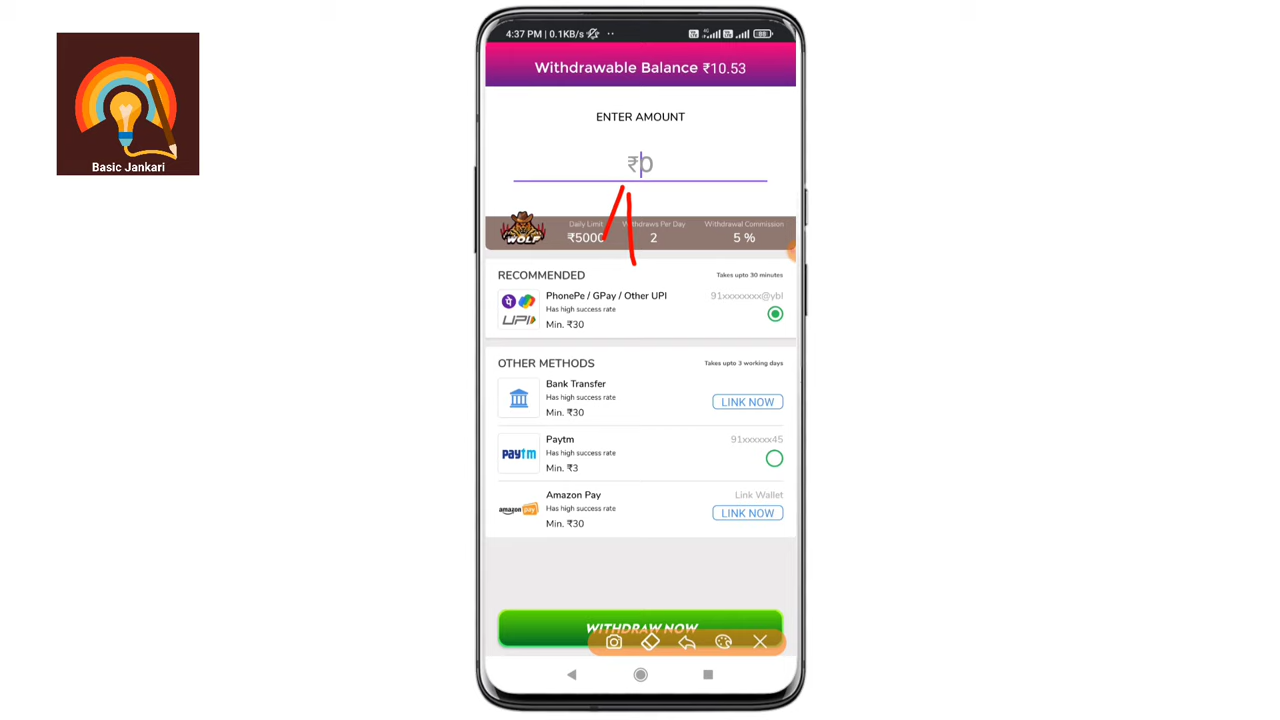 Basic Jankari
4:37 PM | 0.1KB/s
Withdrawable Balance ₹10.53
ENTER AMOUNT
₹0
WOLF
Daily Limit
₹5000
Withdraws Per Day
2
Withdrawal Commission
5 %
RECOMMENDED
Takes upto 30 minutes
UPI
PhonePe / GPay / Other UPI
91xxxxxxxx@ybl
Has high success rate
Min. ₹30
OTHER METHODS
Takes upto 3 working days
Bank Transfer
Has high success rate
LINK NOW
Min. ₹30
Paytm
91xxxxxx45
paytm
Has high success rate
Min. ₹3
Amazon Pay
Link Wallet
amazon pay
Has high success rate
LINK NOW
Min. ₹30
WITHDRAW NOW